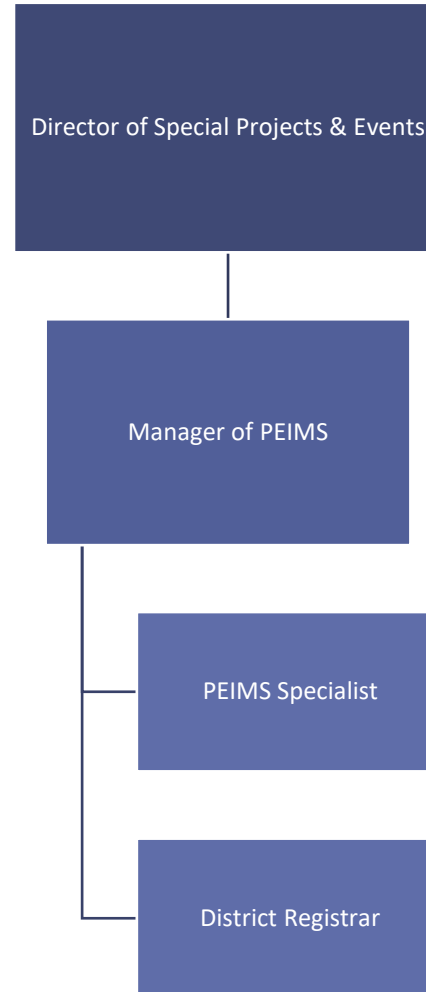 Director of Special Projects & Events
Manager of PEIMS
PEIMS Specialist
District Registrar